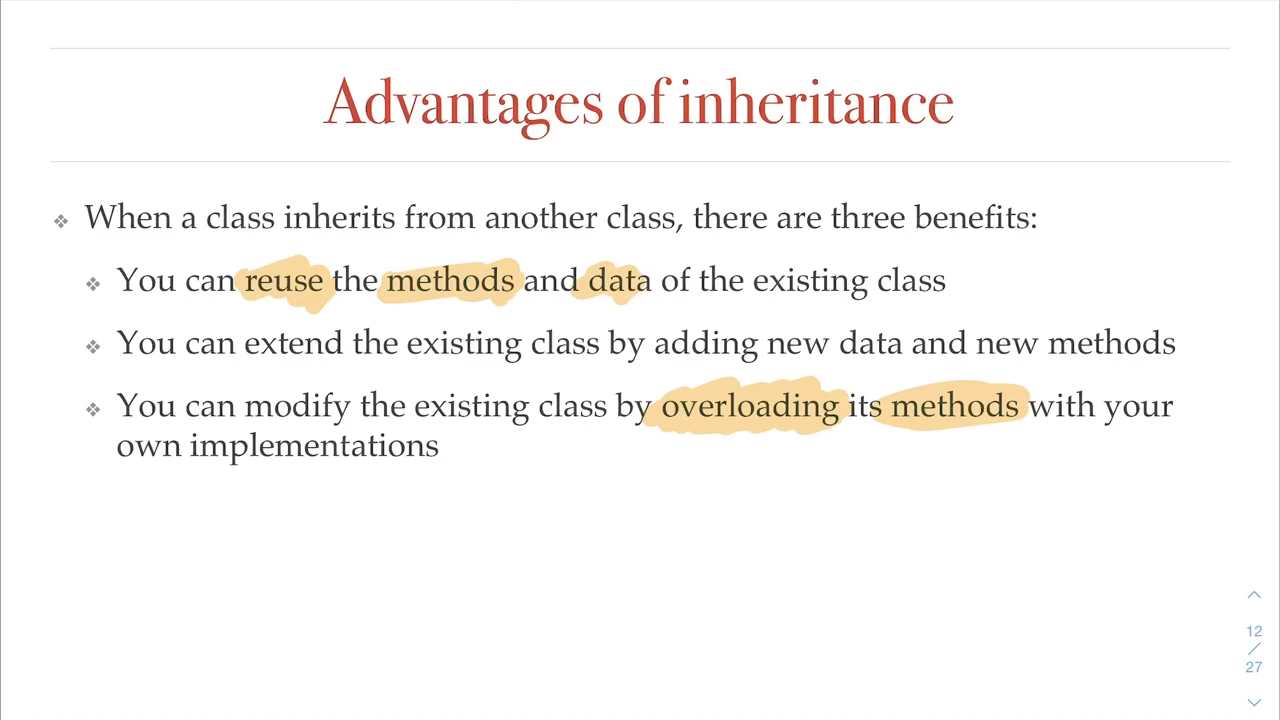 Advantages of inheritance
❖ When a class inherits from another class, there are three benefits:
❖ You can reuse the methods and data of the existing class
❖ You can extend the existing class by adding new data and new methods
❖ You can modify the existing class by overloading its methods with your
own implementations
12
/
27